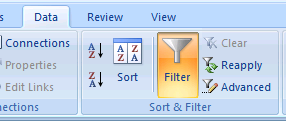 s Data Review View
Connections
Properties
Edit Links
nections
A Z
Z A
Sort
Z A
A Z
Filter
Clear
Reapply
Advanced
Sort & Filter